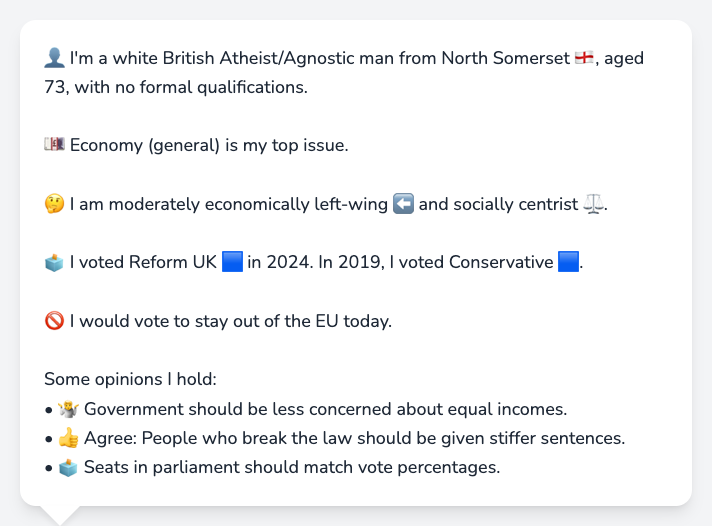 👤 I'm a white British Atheist/Agnostic man from North Somerset 🏴󠁧󠁢󠁥󠁮󠁧󠁿, aged
73, with no formal qualifications.
💷 Economy (general) is my top issue.
🤔 I am moderately economically left-wing ⬅️ and socially centrist ⚖️.
🗳️ I voted Reform UK 🟦 in 2024. In 2019, I voted Conservative 🟦.
🚫 I would vote to stay out of the EU today.
Some opinions I hold:
• 🤷 Government should be less concerned about equal incomes.
• 👍 Agree: People who break the law should be given stiffer sentences.
• 🗳️ Seats in parliament should match vote percentages.